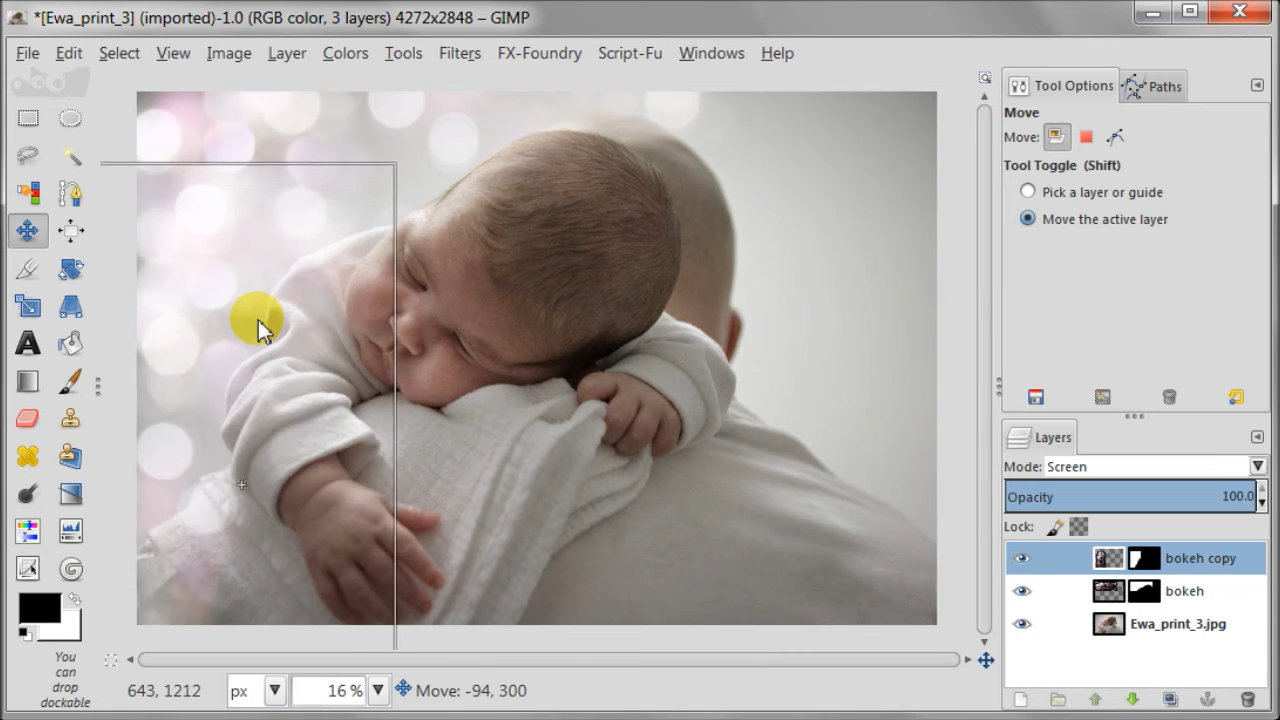 *[Ewa_print_3] (imported)-1.0 (RGB color, 3 layers) 4272x2848 – GIMP
File Edit Select View Image Layer Colors Tools Filters FX-Foundry Script-Fu Windows Help
Tool Options Paths
Move
Move:
Tool Toggle (Shift)
Pick a layer or guide
Move the active layer
Layers
Mode: Screen
Opacity 100.0
Lock:
bokeh copy
bokeh
Ewa_print_3.jpg
You
can
drop
dockable
643, 1212 px 16 % Move: -94, 300